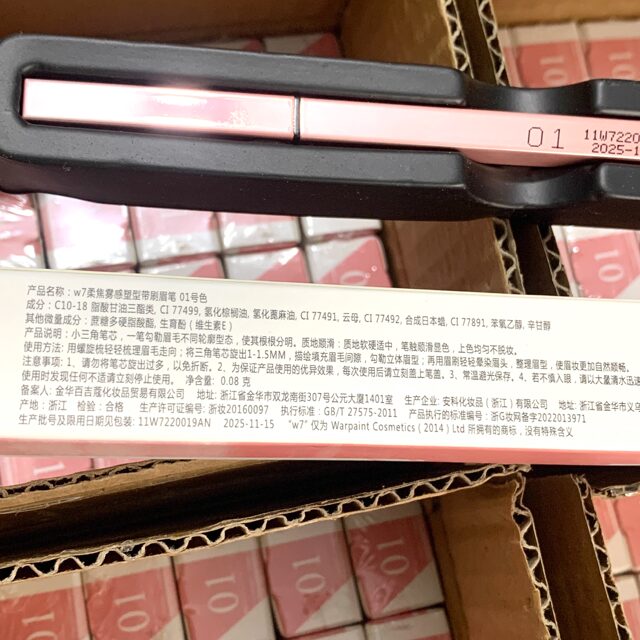 01 11W7220
2025-1
产品名称：w7柔焦雾感塑型带刷眉笔 01号色
成分：C10-18 脂酸甘油三酯类, CI 77499, 氢化棕榈油, 氢化蓖麻油, CI 77491, 云母, CI 77492, 合成日本蜡, CI 77891, 苯氧乙醇, 辛甘醇
其他微量成分：蔗糖多硬脂酸酯, 生育酚（维生素E）
产品说明：小三角笔芯，一笔勾勒眉毛不同轮廓型态，使其根根分明。质地顺滑：质地软硬适中，笔触顺滑显色，上色均匀不脱妆。
使用方法：用螺旋梳轻轻梳理眉毛走向；将三角笔芯旋出1-1.5MM，描绘填充眉毛间隙，勾勒立体眉型；再用眉刷轻轻晕染眉头，整理眉型，使眉妆更加自然顺畅。
注意事项：1、请勿将笔芯旋出过多，以免折断。2、为保证产品使用的优异效果，每次使用后请立刻盖上笔盖。3、常温避光保存。4、若不慎入眼，请以大量清水迅速
使用时发现任何不适请立刻停止使用。 净含量：0.08 克
备案人：金华百吉蔻化妆品贸易有限公司 地址：浙江省金华市双龙南街307号公元大厦1401室 生产企业：安科化妆品（浙江）有限公司 地址：浙江省金华市义乌
产地：浙江 检验：合格 生产许可证编号：浙妆20160097 执行标准：GB/T 27575-2011 产品执行的标准编号：浙G妆网备字2022013971
生产批号及限用日期见包装：11W7220019AN 2025-11-15 "w7" 仅为 Warpaint Cosmetics ( 2014 ) Ltd 所拥有的商标，没有特殊含义
01
01
01
01
01